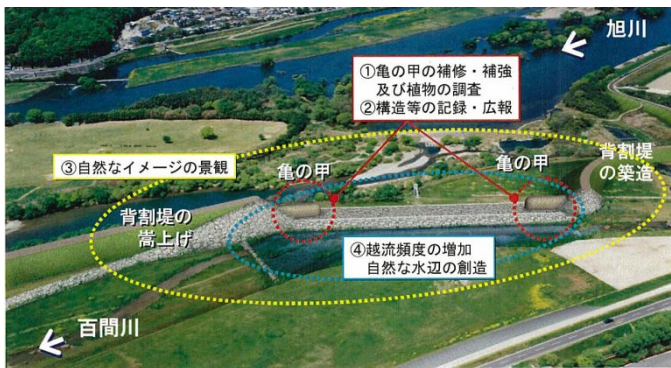 旭川
①亀の甲の補修・補強
及び植物の調査
②構造等の記録・広報
③自然なイメージの景観
亀の甲
亀の甲
背割堤
の築造
背割堤の
嵩上げ
④越流頻度の増加
自然な水辺の創造
百間川